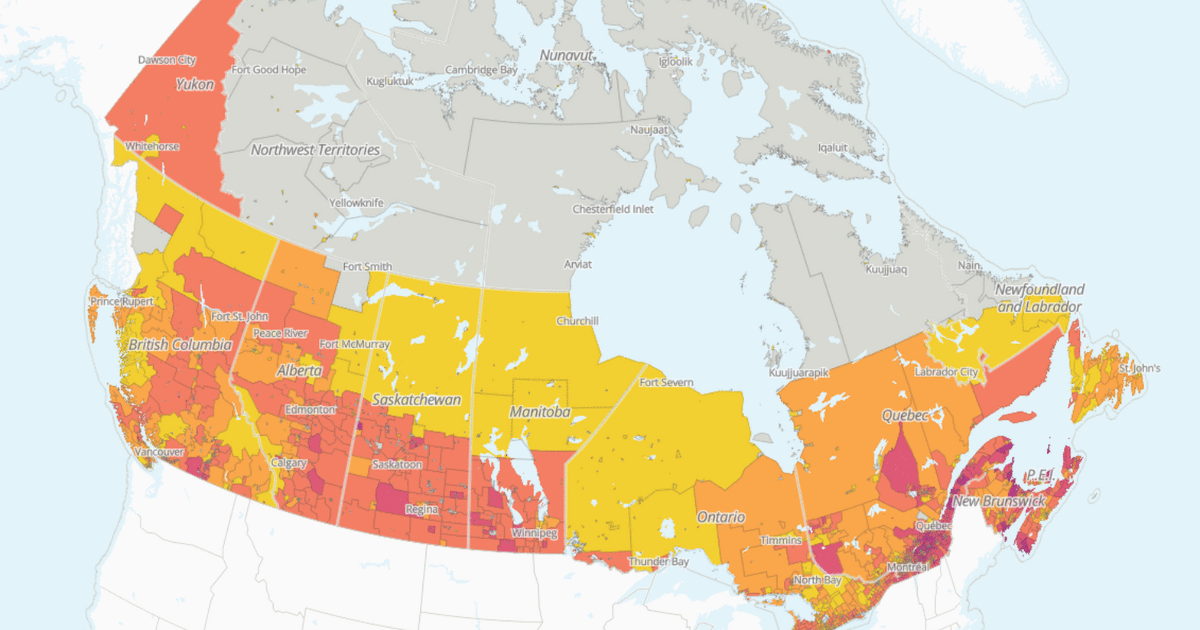 Dawson City
Yukon
Fort Good Hope
Kugluktuk
Cambridge Bay
Nunavut
Igloolik
Naujaat
Whitehorse
Northwest Territories
Iqaluit
Yellowknife
Chesterfield Inlet
Fort Smith
Arviat
Kuujjuaq
Nain
Newfoundland
and Labrador
Prince Rupert
Fort St. John
Peace River
Churchill
British Columbia
Fort McMurray
Alberta
Fort Severn
Kuujjuarapik
Labrador City
St. John's
Saskatchewan
Manitoba
Edmonton
Québec
Vancouver
Calgary
Saskatoon
P.E.I.
New Brunswick
Regina
Ontario
Québec
Winnipeg
Timmins
Thunder Bay
Montréal
North Bay